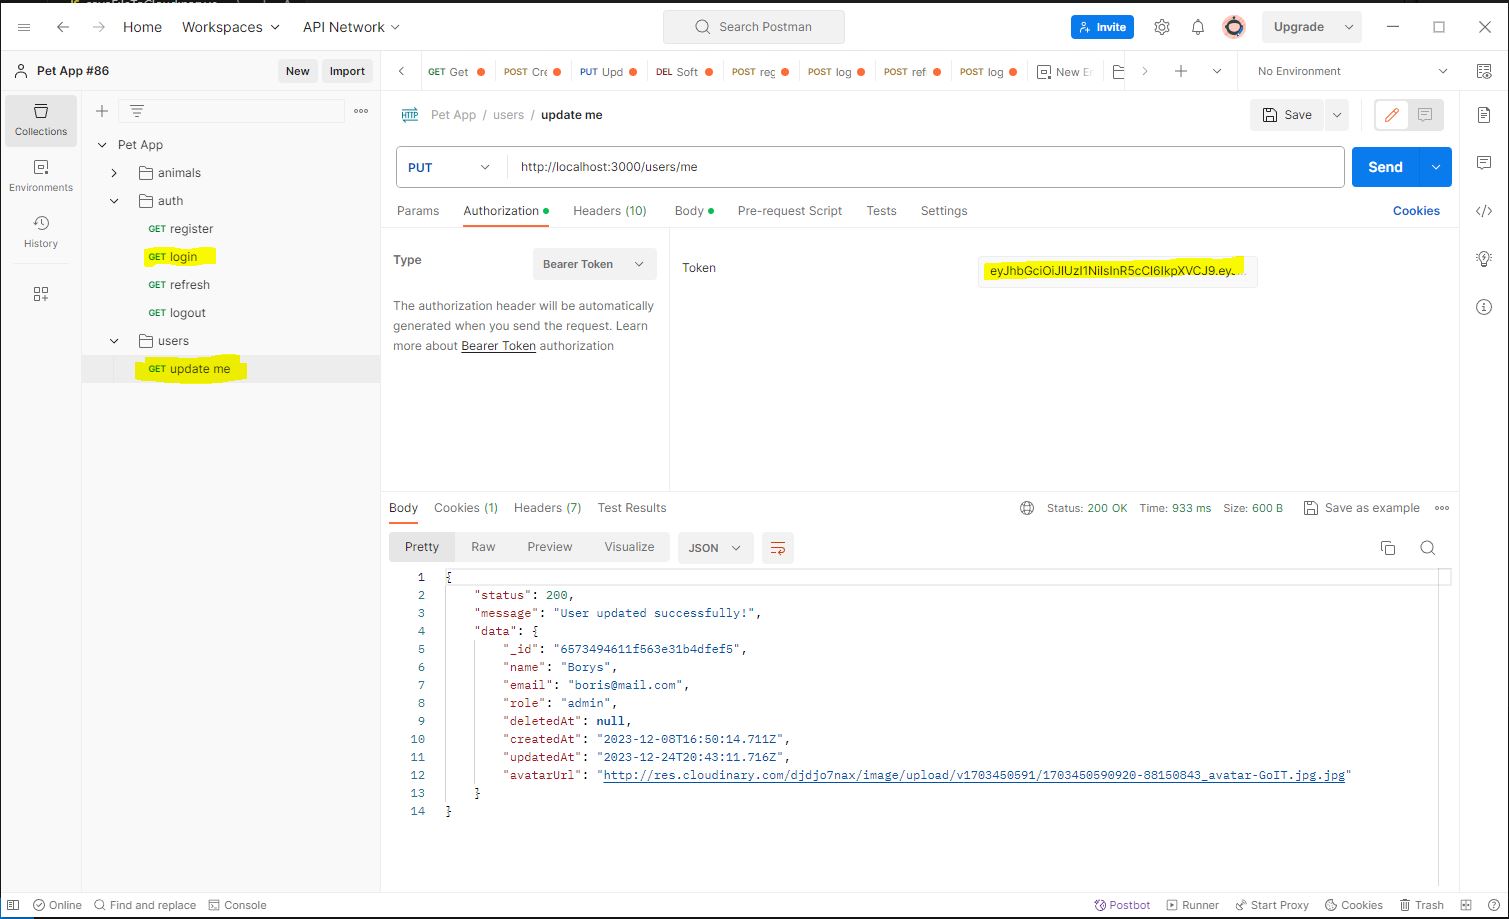 Home Workspaces API Network Search Postman Invite Upgrade
Pet App #86 New Import GET Get POST Cre PUT Upd DEL Soft POST reg POST log POST ref POST log New En No Environment
Collections
Environments
History
Pet App
animals
auth
GET register
GET login
GET refresh
GET logout
users
GET update me
HTTP Pet App / users / update me Save
PUT http://localhost:3000/users/me Send
Params Authorization Headers (10) Body Pre-request Script Tests Settings Cookies
Type Bearer Token
The authorization header will be automatically
generated when you send the request. Learn
more about Bearer Token authorization
Token eyJhbGciOiJIUzI1NiIsInR5cCI6IkpXVCJ9.ey...
Body Cookies (1) Headers (7) Test Results Status: 200 OK Time: 933 ms Size: 600 B Save as example
Pretty Raw Preview Visualize JSON
1 {
2 "status": 200,
3 "message": "User updated successfully!",
4 "data": {
5 "_id": "6573494611f563e31b4dfef5",
6 "name": "Borys",
7 "email": "boris@mail.com",
8 "role": "admin",
9 "deletedAt": null,
10 "createdAt": "2023-12-08T16:50:14.711Z",
11 "updatedAt": "2023-12-24T20:43:11.716Z",
12 "avatarUrl": "http://res.cloudinary.com/djdjo7nax/image/upload/v1703450591/1703450590920-88150843_avatar-GoIT.jpg.jpg"
13 }
14 }
Online Find and replace Console Postbot Runner Start Proxy Cookies Trash